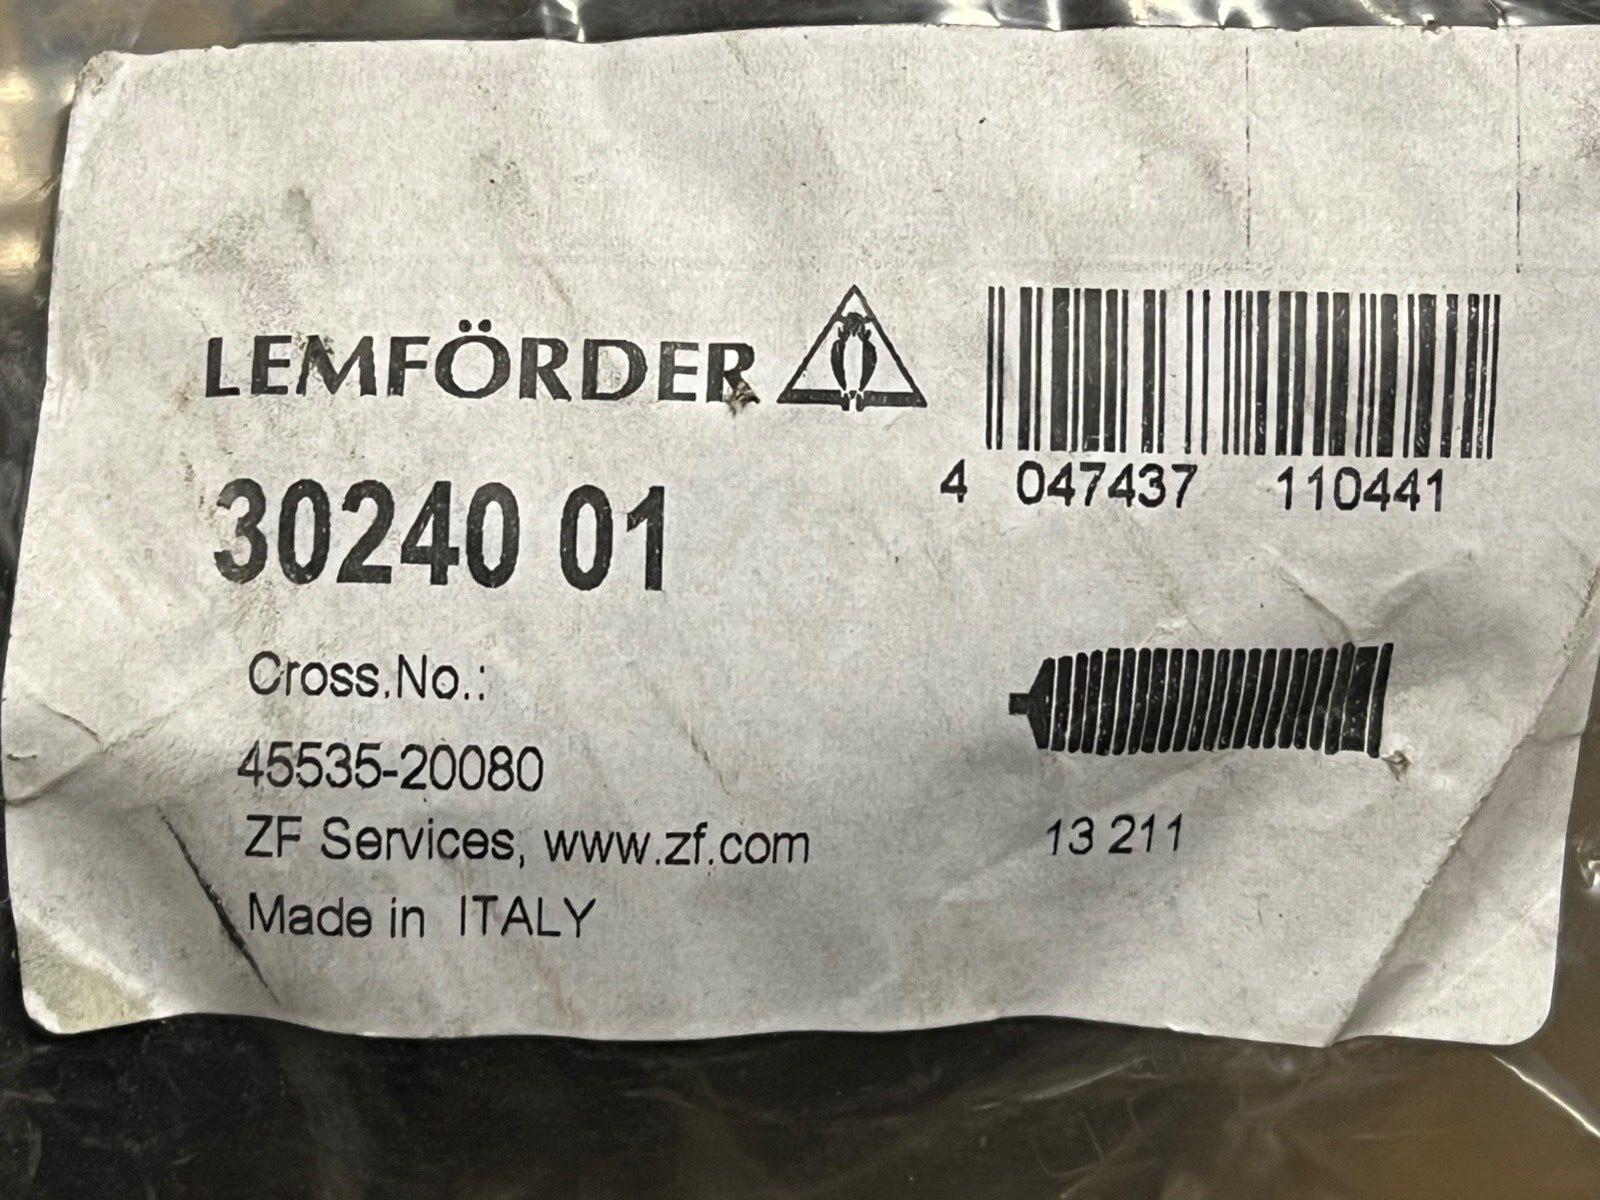 LEMFÖRDER
4 047437 110441
30240 01
Cross.No.:
45535-20080
ZF Services, www.zf.com
13 211
Made in ITALY